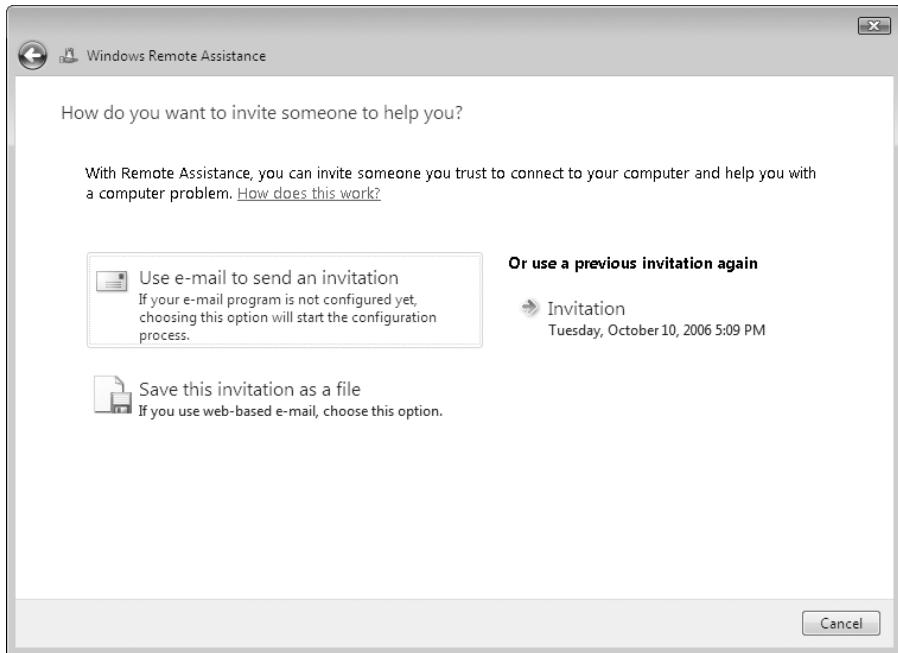 Windows Remote Assistance
How do you want to invite someone to help you?
With Remote Assistance, you can invite someone you trust to connect to your computer and help you with
a computer problem. How does this work?
Use e-mail to send an invitation
If your e-mail program is not configured yet,
choosing this option will start the configuration
process.
Save this invitation as a file
If you use web-based e-mail, choose this option.
Or use a previous invitation again
Invitation
Tuesday, October 10, 2006 5:09 PM
Cancel